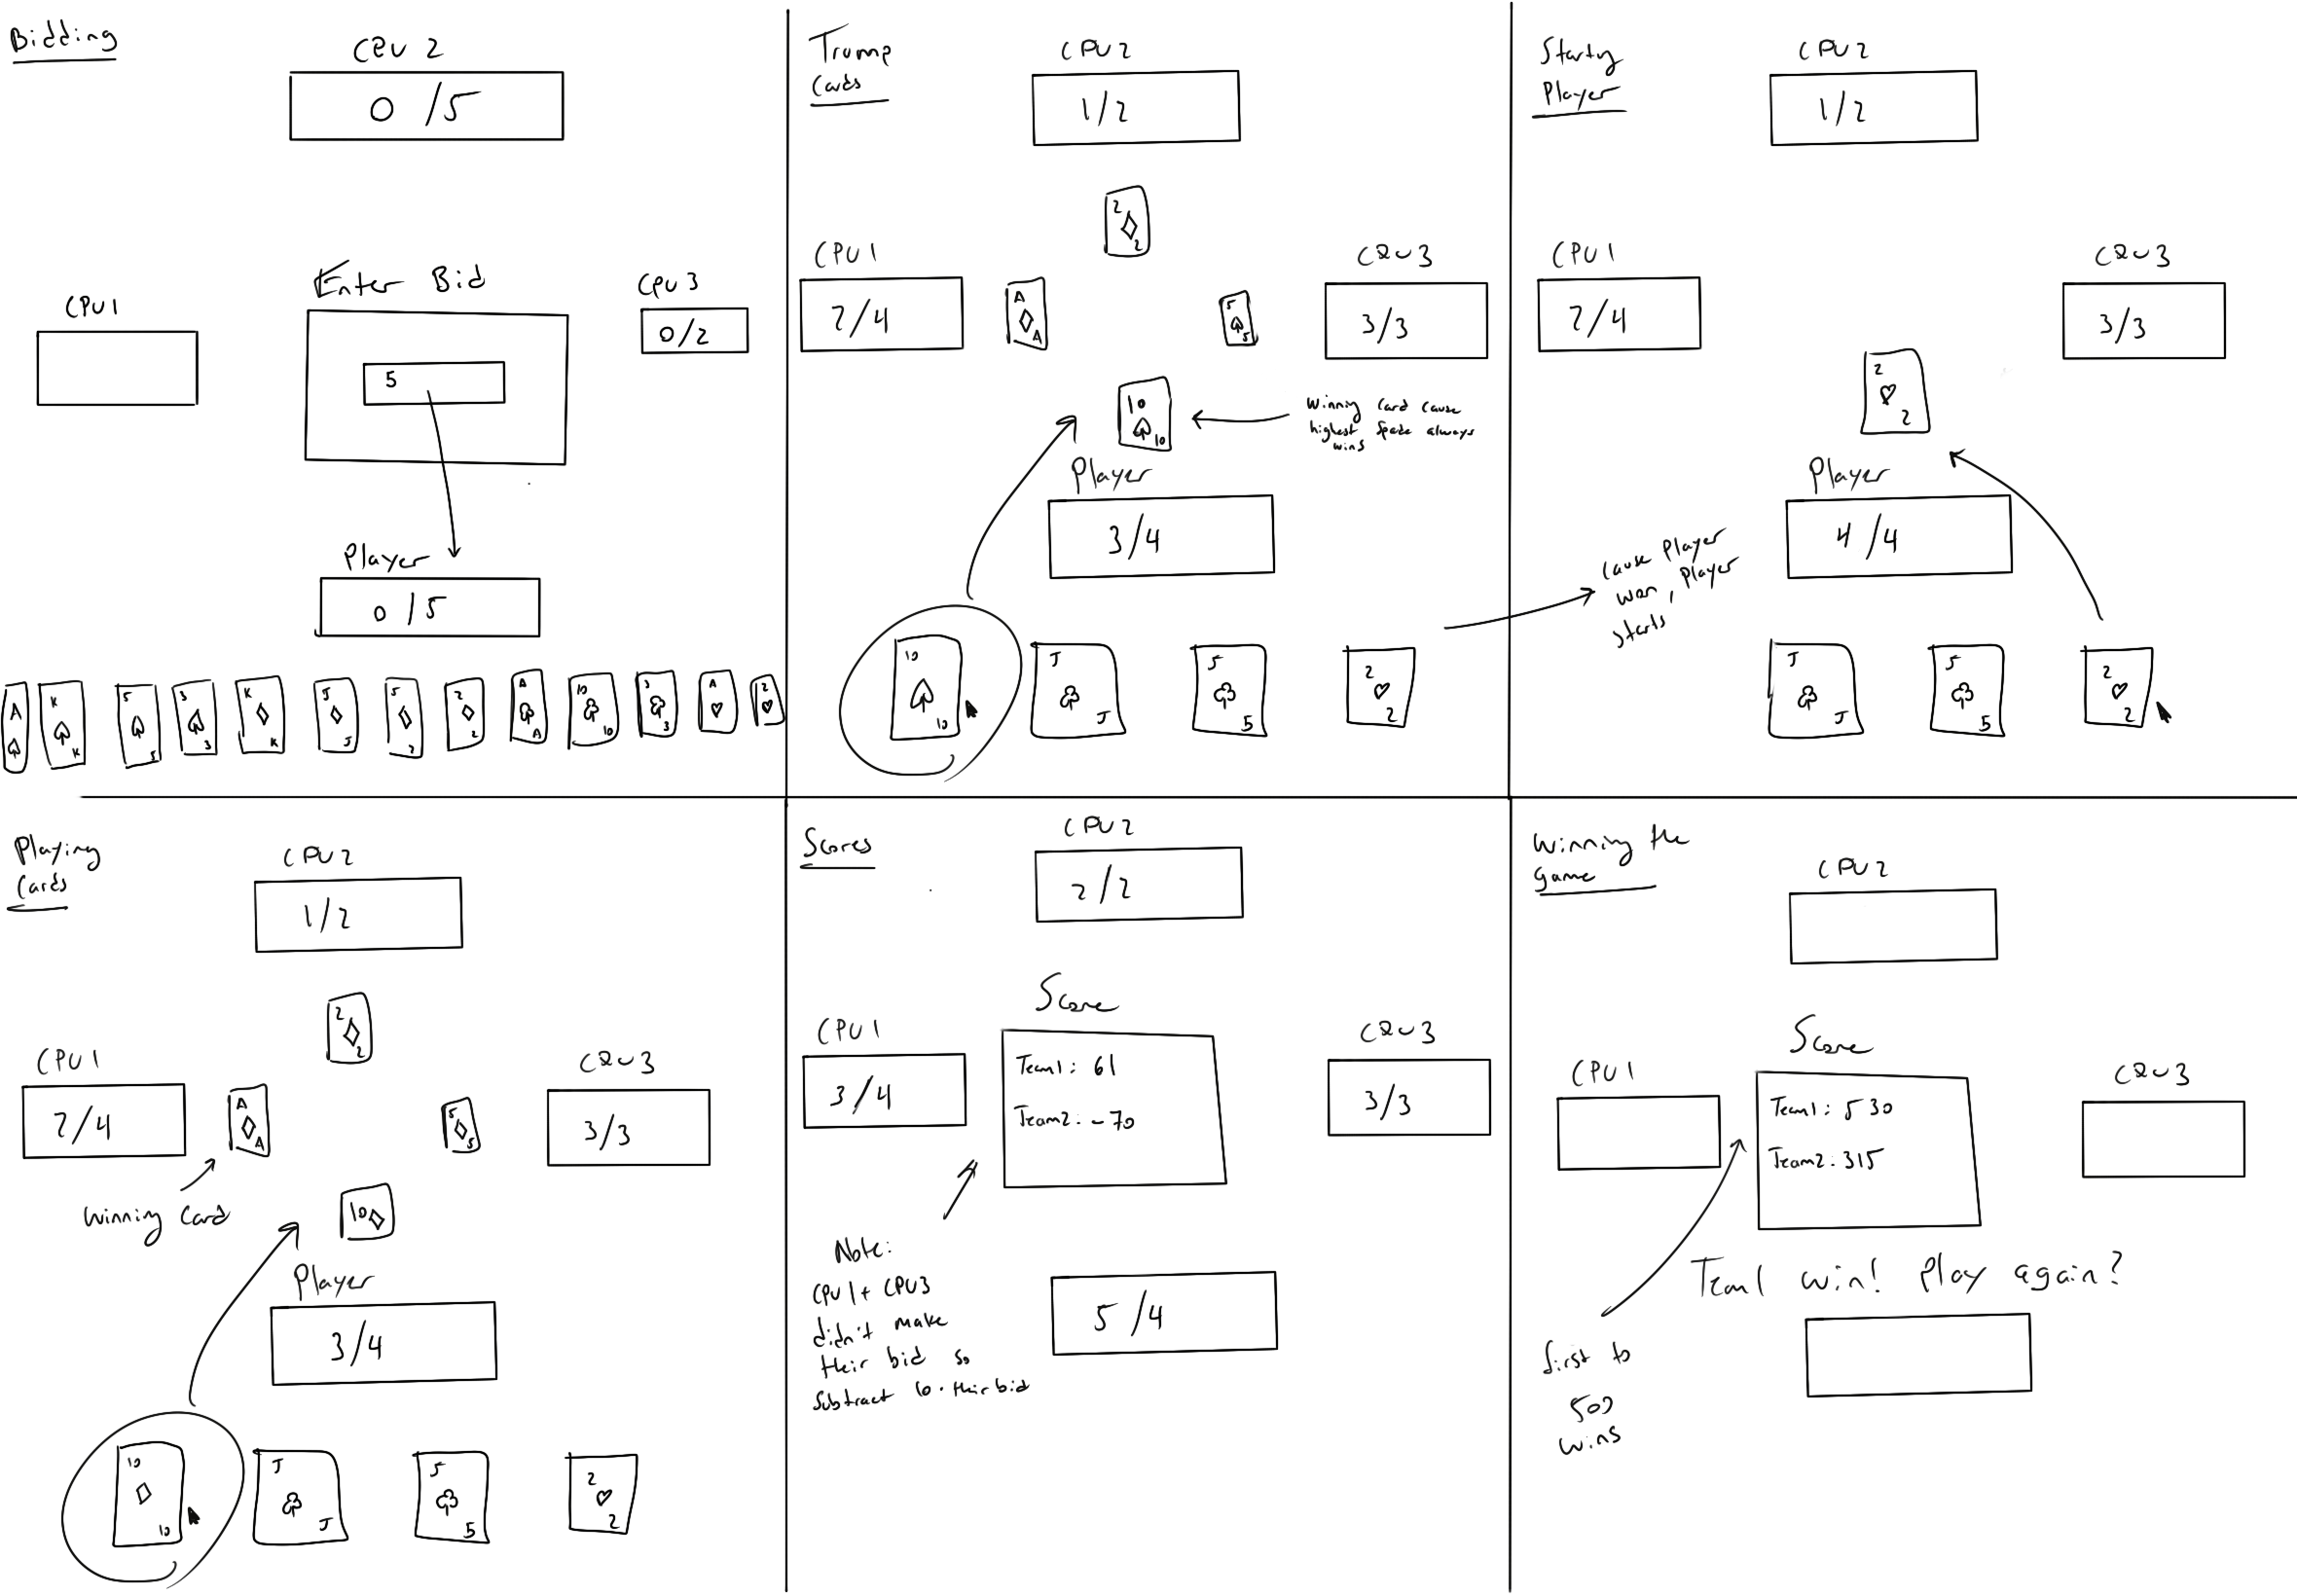 Bidding
CPU 2
0 / 5
CPU 1
Enter Bid
5
CPU 3
0/2
Player
0 / 5
A
K
K
5
5
3
3
K
K
J
J
5
2
2
A
A
10
10
3
3
A
2
Trump
Cards
CPU 2
1/2
2
2
CPU 1
2/4
A
A
5
5
CPU 3
3/3
10
10
Winning Card cause
highest Spade always
wins
Player
3/4
10
10
J
J
5
5
2
2
Starting
Player
CPU 2
1/2
CPU 1
2/4
CPU 3
3/3
2
2
Player
4 / 4
Cause Player
won, Player
starts
J
J
5
5
2
2
Playing
Cards
CPU 2
1/2
2
2
CPU 1
2/4
A
A
5
5
CPU 3
3/3
Winning Card
10
Player
3/4
10
10
J
J
5
5
2
2
Scores
CPU 2
2/2
Score
CPU 1
3/4
Team1: 61
Team2: -70
CPU 3
3/3
Note:
CPU1 + CPU3
didn't make
their bid so
Subtract 10 · their bid
5 /4
Winning the
game
CPU 2
Score
CPU 1
Team1: 530
Team2: 315
CPU 3
Team1 win! Play again?
first to
500
wins